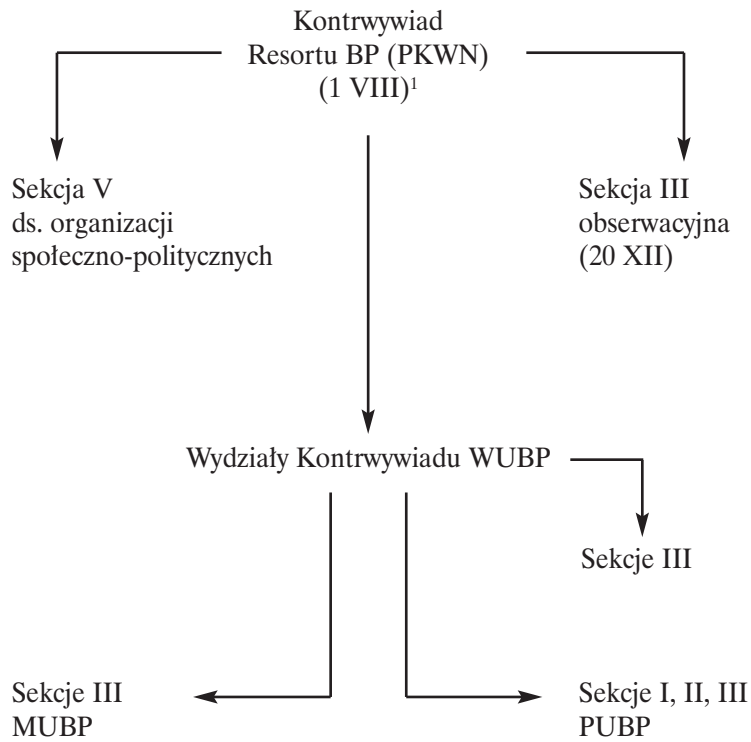 Kontrwywiad
Resortu BP (PKWN)
(1 VIII)¹
Sekcja V
ds. organizacji
społeczno-politycznych
Sekcja III
obserwacyjna
(20 XII)
Wydziały Kontrwywiadu WUBP
Sekcje III
Sekcje III
MUBP
Sekcje I, II, III
PUBP